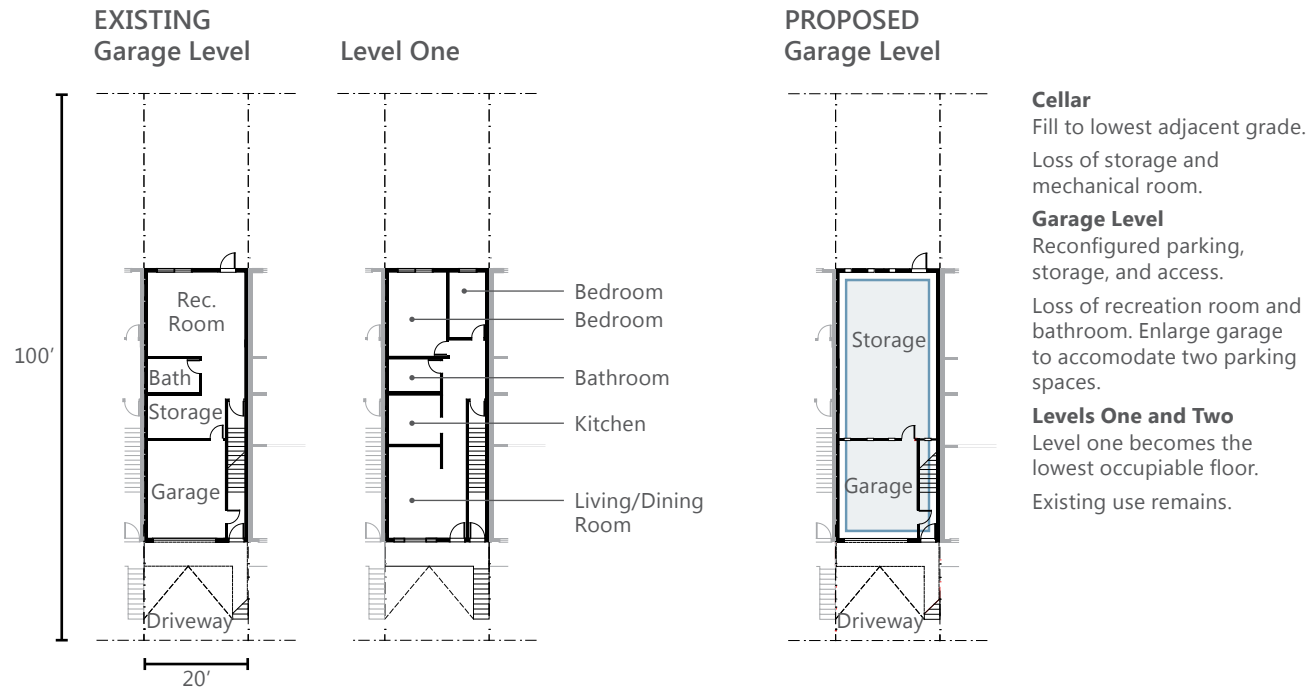 EXISTING
Garage Level
Level One
100’
Rec.
Room
Bath
Storage
Garage
Driveway
20’
Bedroom
Bedroom
Bathroom
Kitchen
Living/Dining
Room
PROPOSED
Garage Level
Storage
Garage
Driveway
Cellar
Fill to lowest adjacent grade.
Loss of storage and
mechanical room.
Garage Level
Reconfigured parking,
storage, and access.
Loss of recreation room and
bathroom. Enlarge garage
to accomodate two parking
spaces.
Levels One and Two
Level one becomes the
lowest occupiable floor.
Existing use remains.